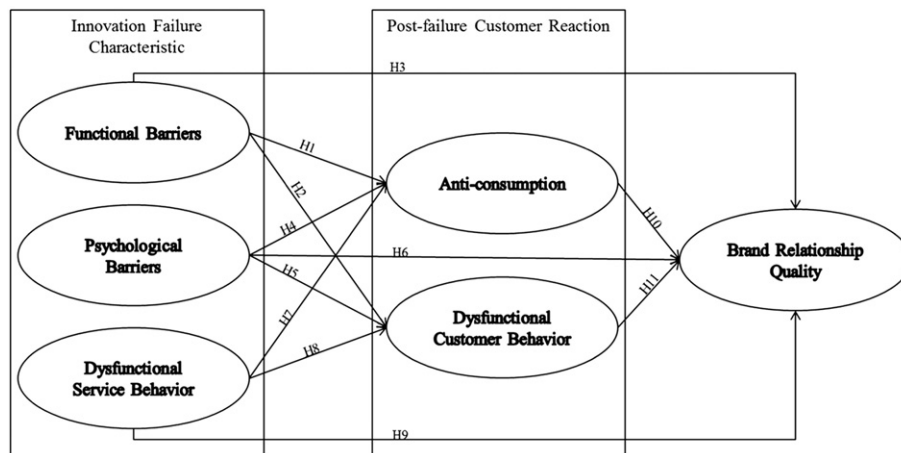 Innovation Failure
Characteristic
Post-failure Customer Reaction
H3
Functional Barriers
H1
H2
Anti-consumption
H4
H10
Psychological
Barriers
H6
Brand Relationship
Quality
H5
H11
H7
Dysfunctional
Customer Behavior
H8
Dysfunctional
Service Behavior
H9